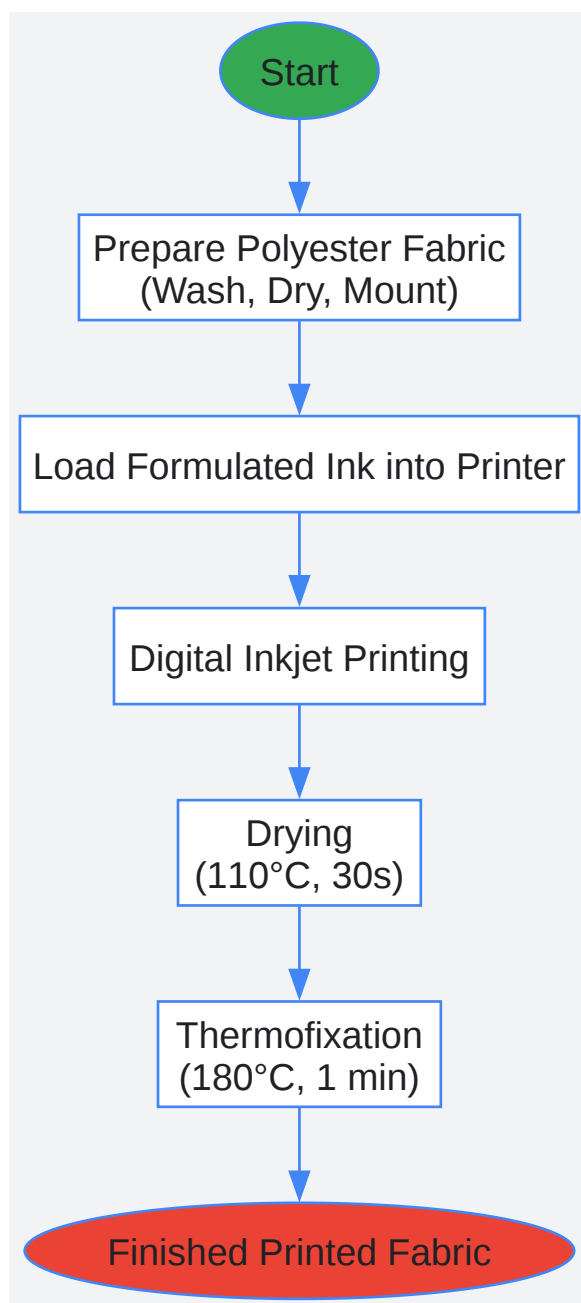 Start
Prepare Polyester Fabric
(Wash, Dry, Mount)
Load Formulated Ink into Printer
Digital Inkjet Printing
Drying
(110°C, 30s)
Thermofixation
(180°C, 1 min)
Finished Printed Fabric